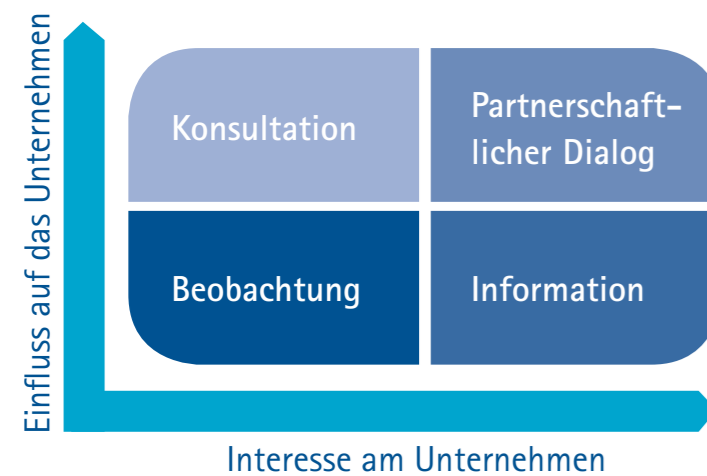 Einfluss auf das Unternehmen
Konsultation
Partnerschaft-
licher Dialog
Beobachtung
Information
Interesse am Unternehmen